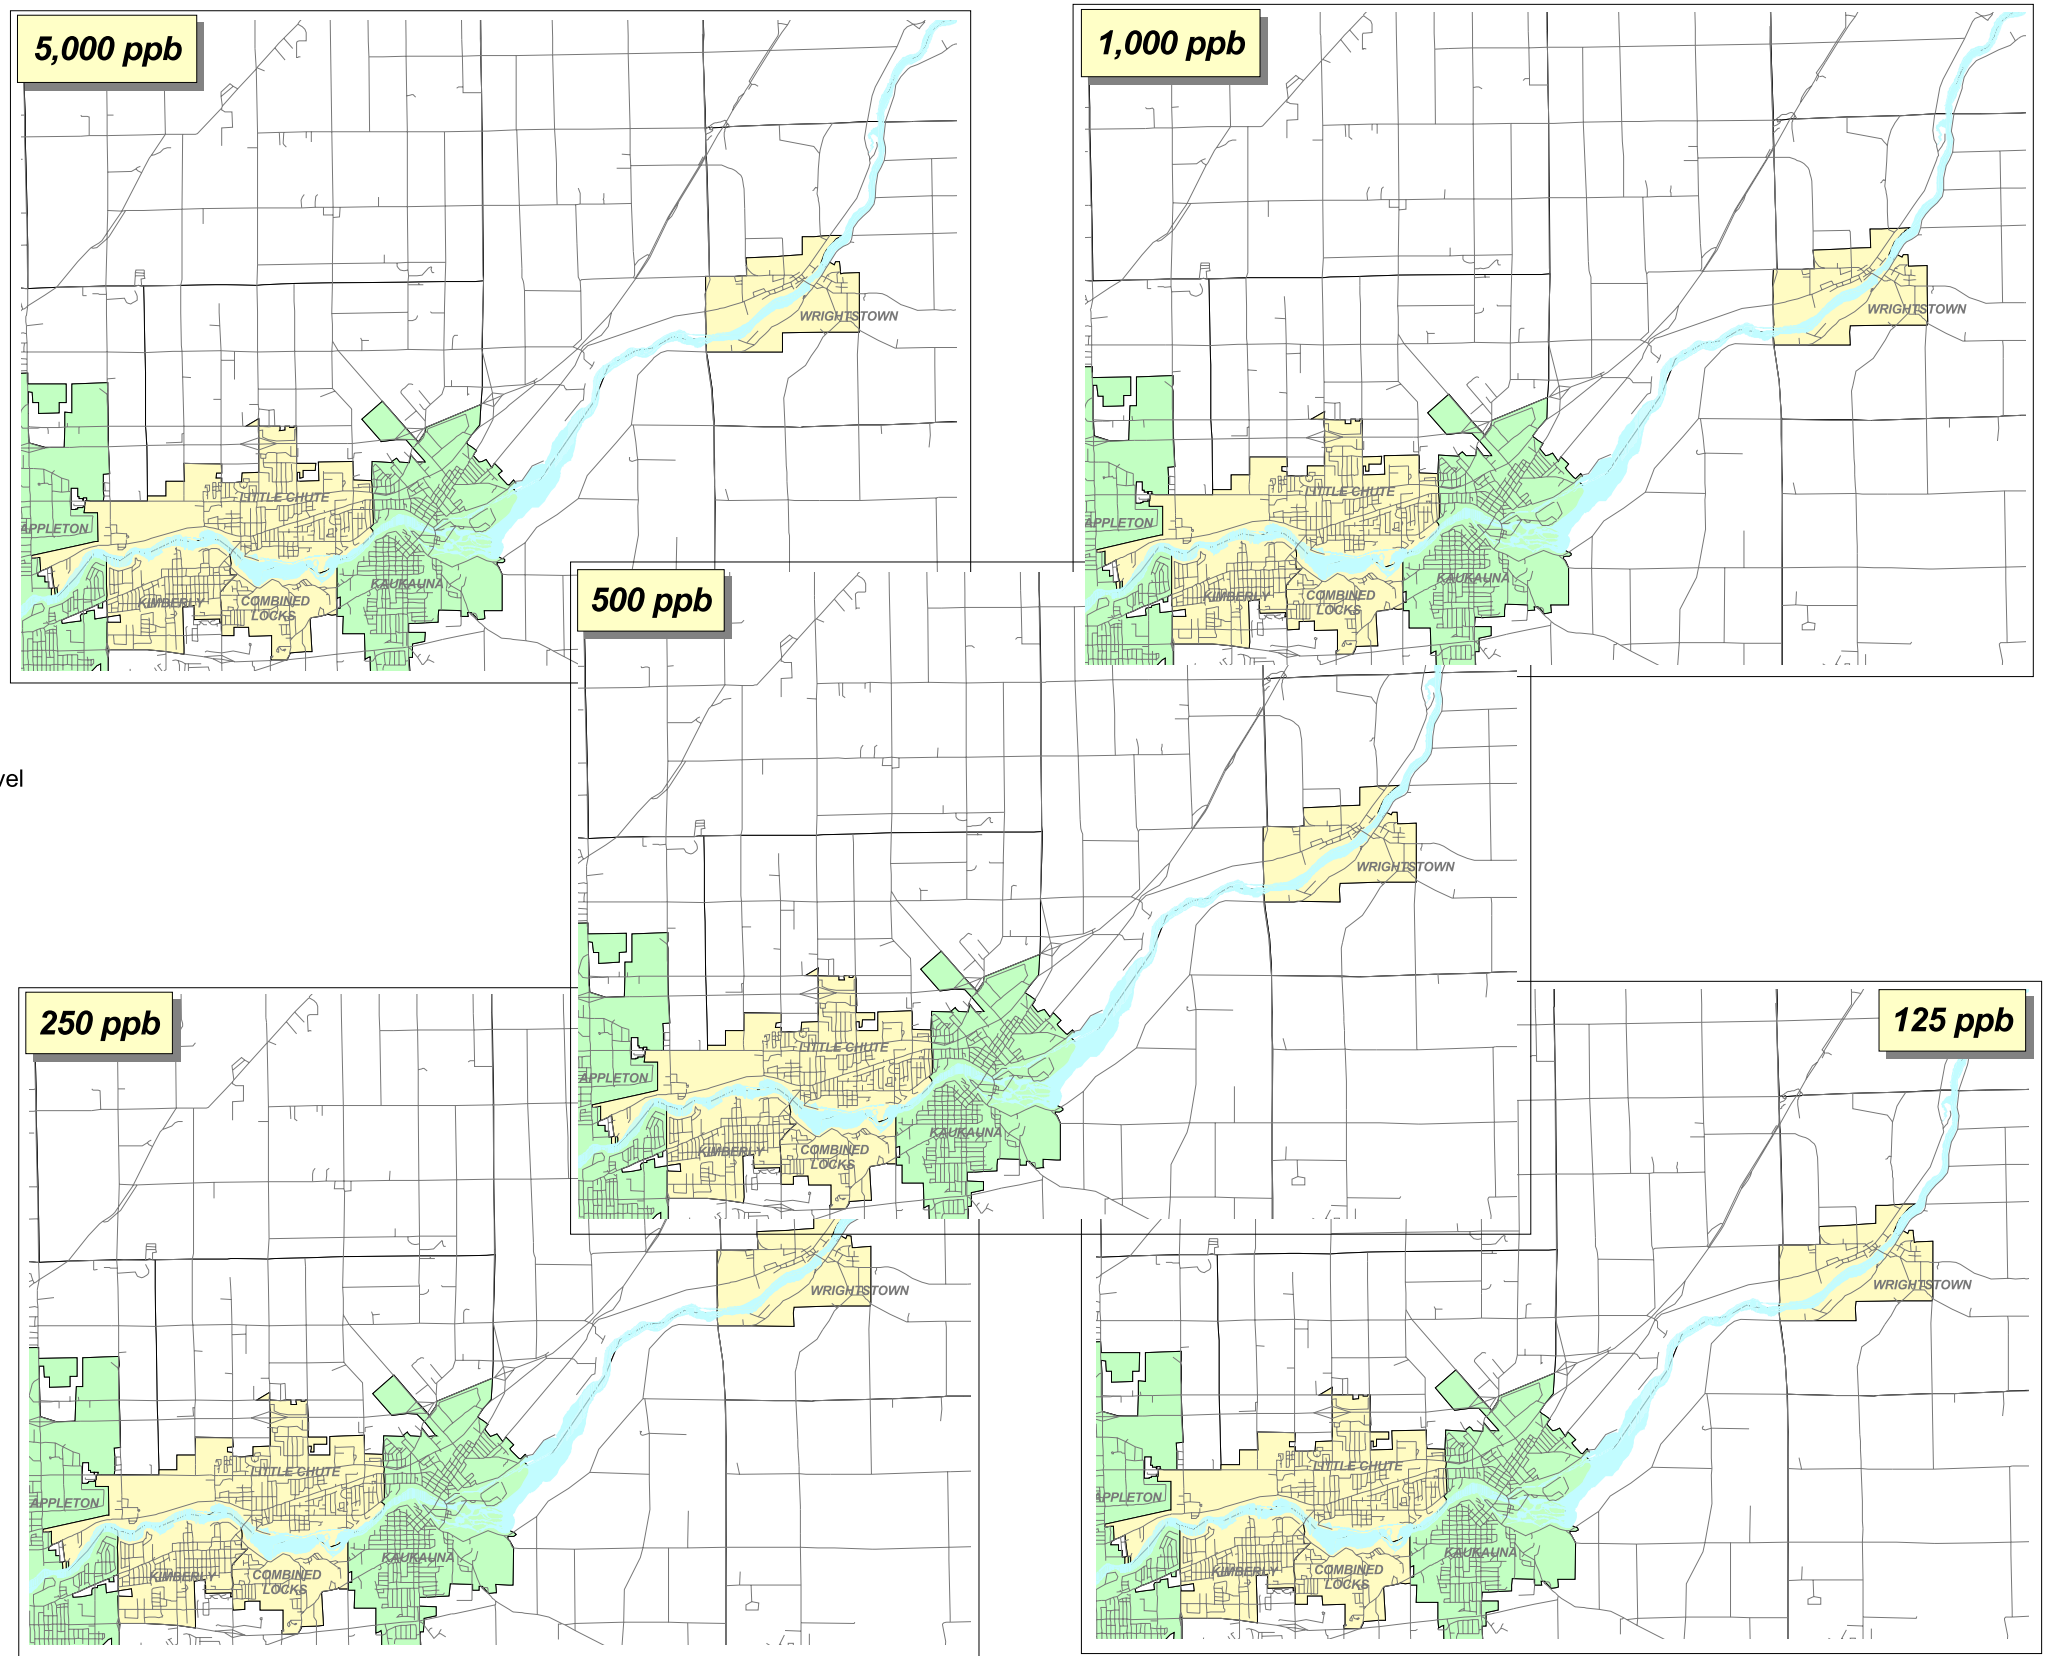 5,000 ppb
WRIGHTSTOWN
LITTLE CHUTE
APPLETON
KAUKAUNA
KIMBERLY
COMBINED
LOCKS
1,000 ppb
WRIGHTSTOWN
LITTLE CHUTE
APPLETON
KAUKAUNA
KIMBERLY
COMBINED
LOCKS
500 ppb
WRIGHTSTOWN
LITTLE CHUTE
APPLETON
KAUKAUNA
KIMBERLY
COMBINED
LOCKS
vel
250 ppb
WRIGHTSTOWN
LITTLE CHUTE
APPLETON
KAUKAUNA
KIMBERLY
COMBINED
LOCKS
125 ppb
WRIGHTSTOWN
LITTLE CHUTE
APPLETON
KAUKAUNA
KIMBERLY
COMBINED
LOCKS